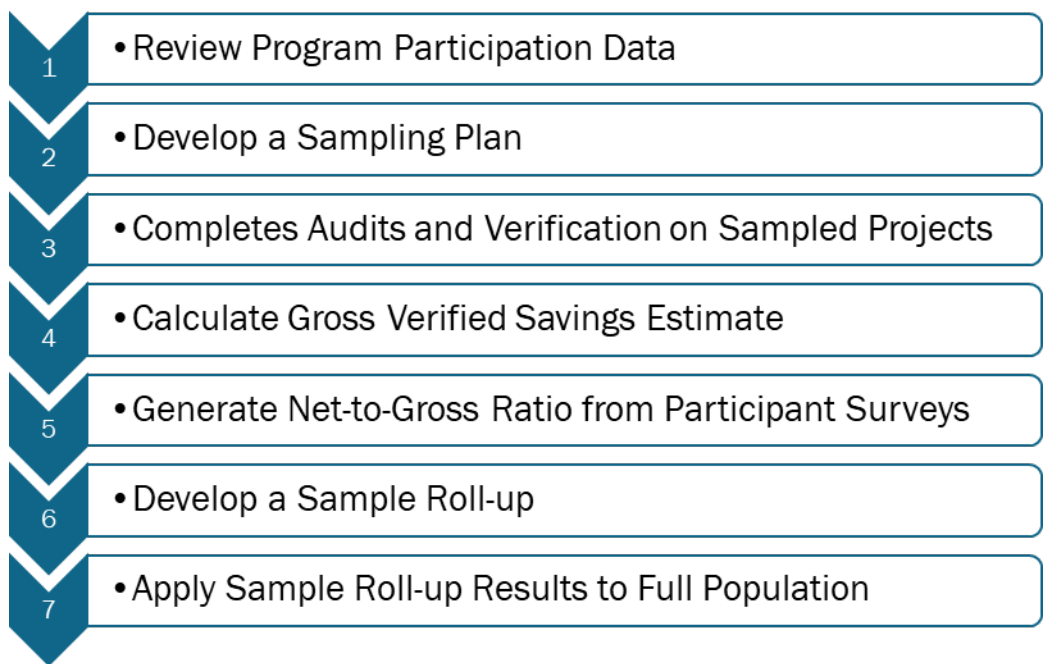 1 •Review Program Participation Data
2 •Develop a Sampling Plan
3 •Completes Audits and Verification on Sampled Projects
4 •Calculate Gross Verified Savings Estimate
5 •Generate Net-to-Gross Ratio from Participant Surveys
6 •Develop a Sample Roll-up
7 •Apply Sample Roll-up Results to Full Population